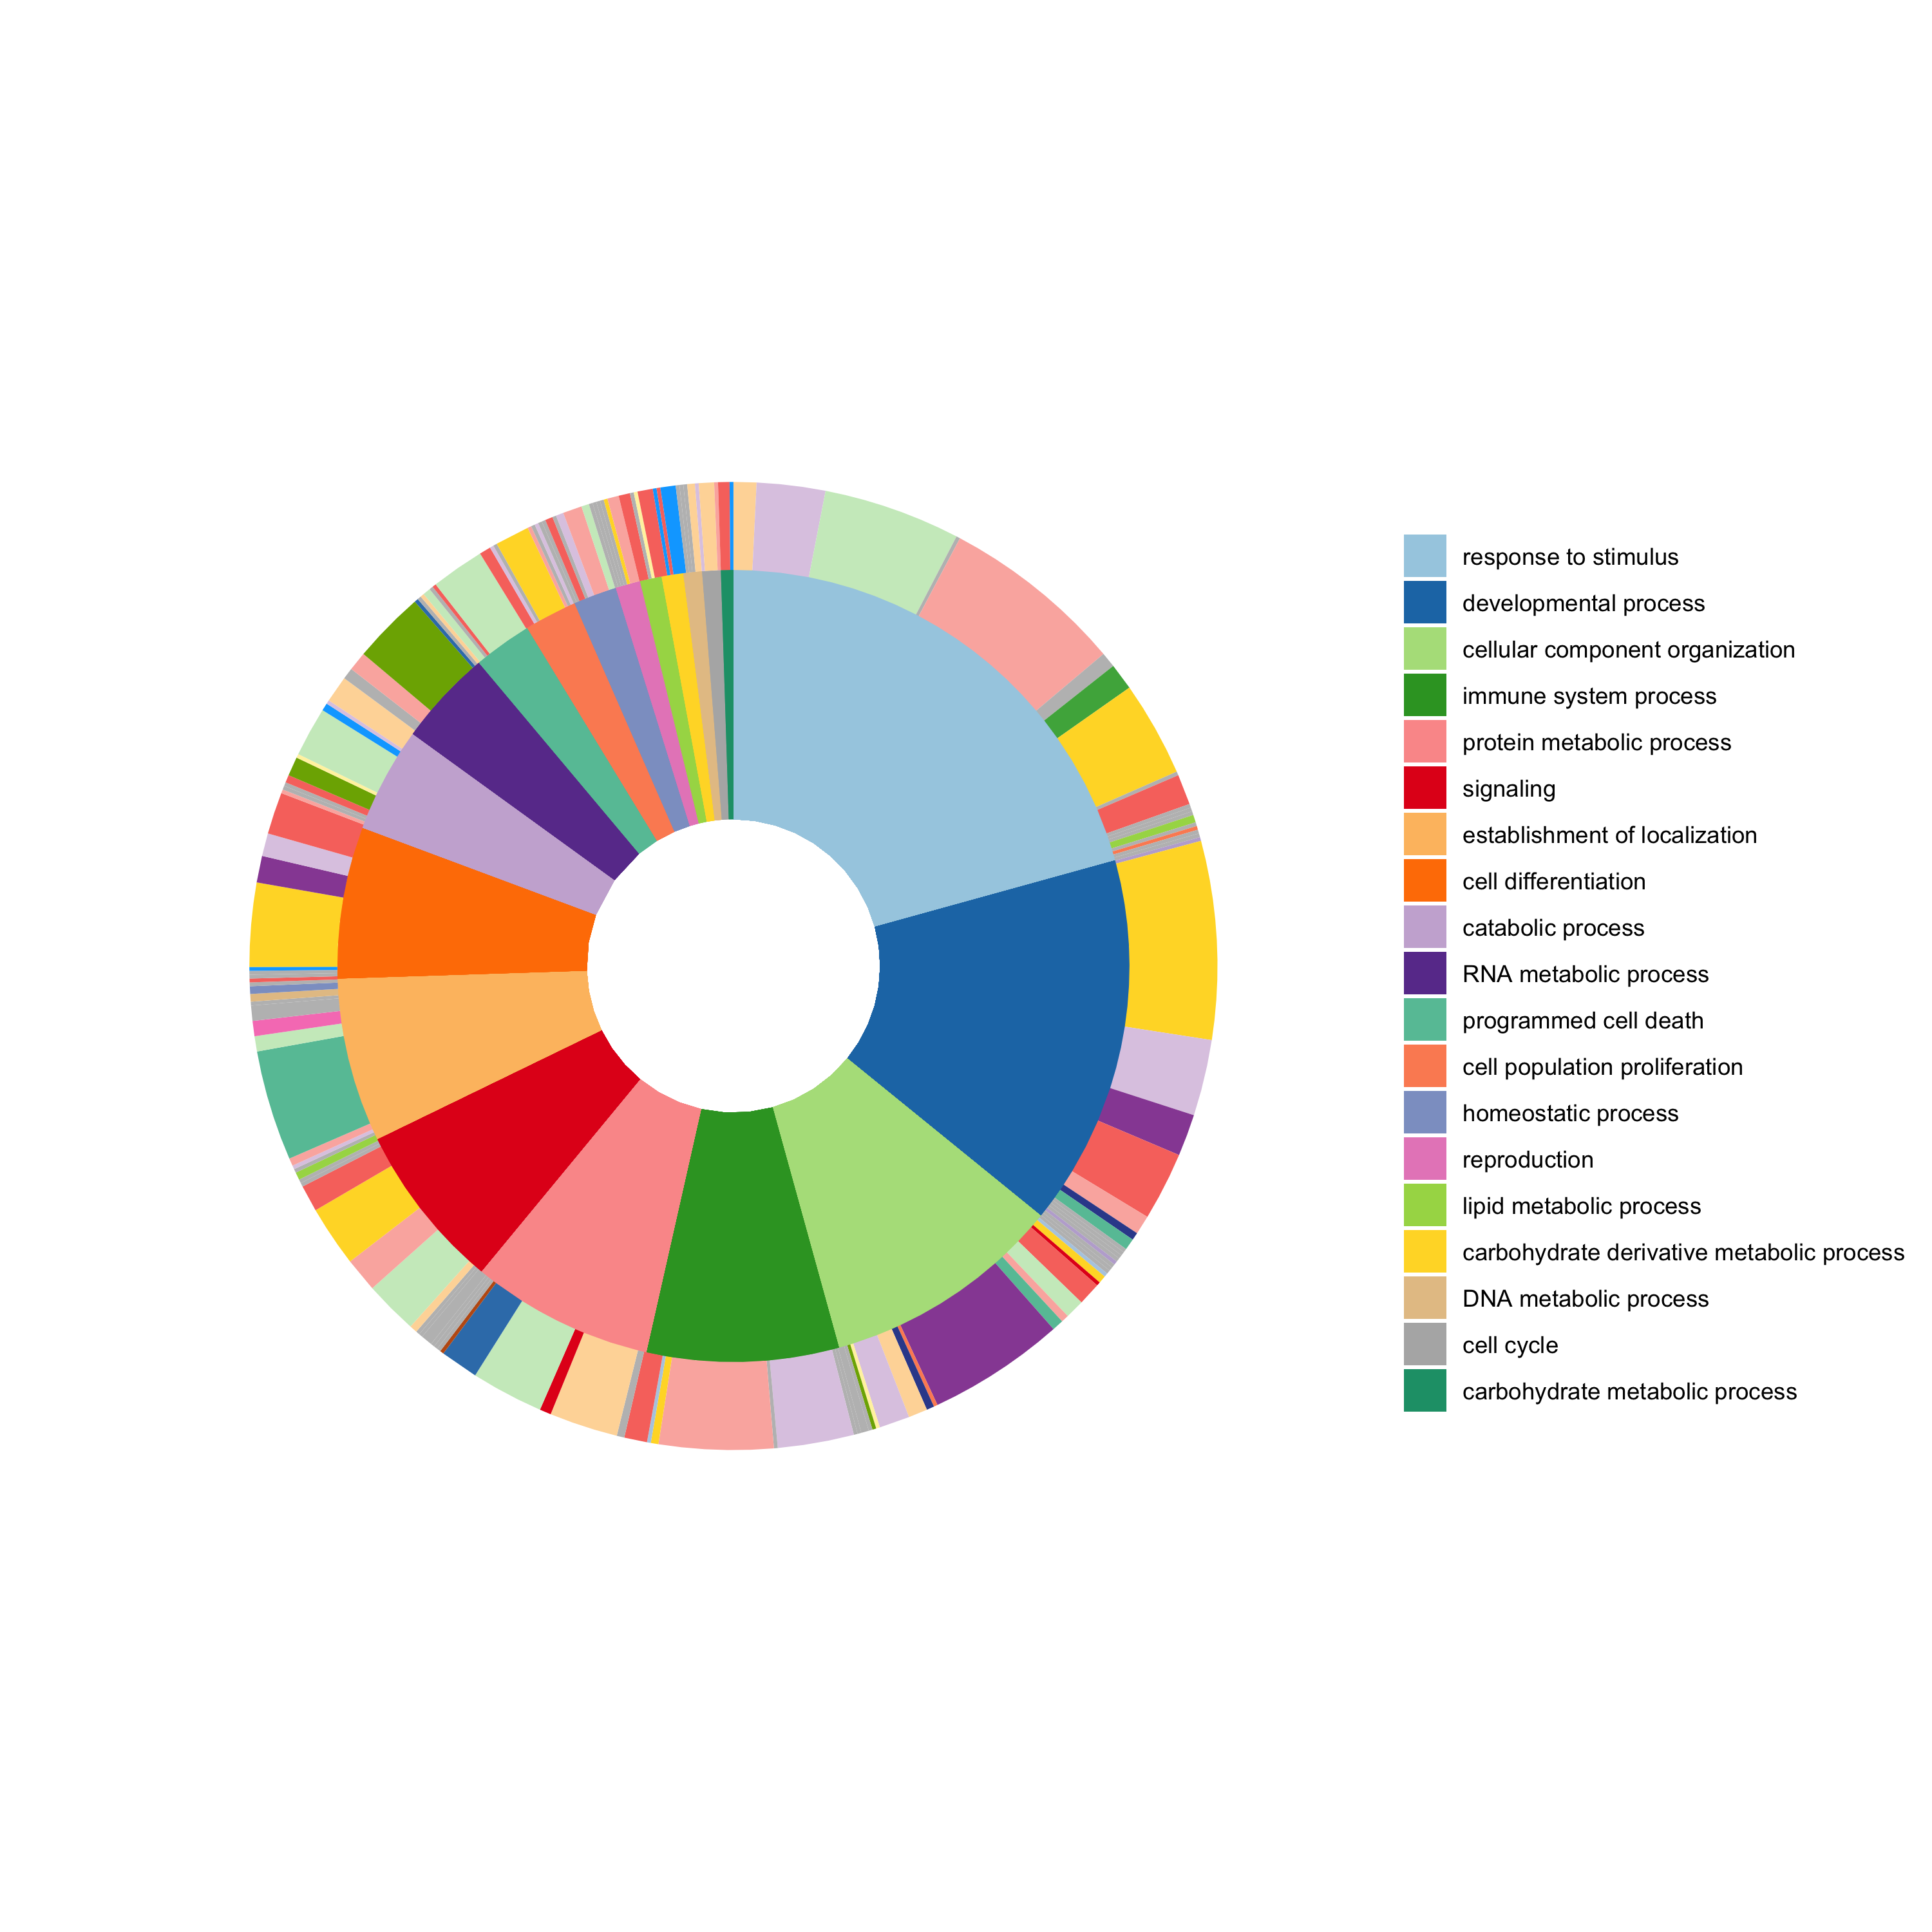 response to stimulus
developmental process
cellular component organization
immune system process
protein metabolic process
signaling
establishment of localization
cell differentiation
catabolic process
RNA metabolic process
programmed cell death
cell population proliferation
homeostatic process
reproduction
lipid metabolic process
carbohydrate derivative metabolic process
DNA metabolic process
cell cycle
carbohydrate metabolic process